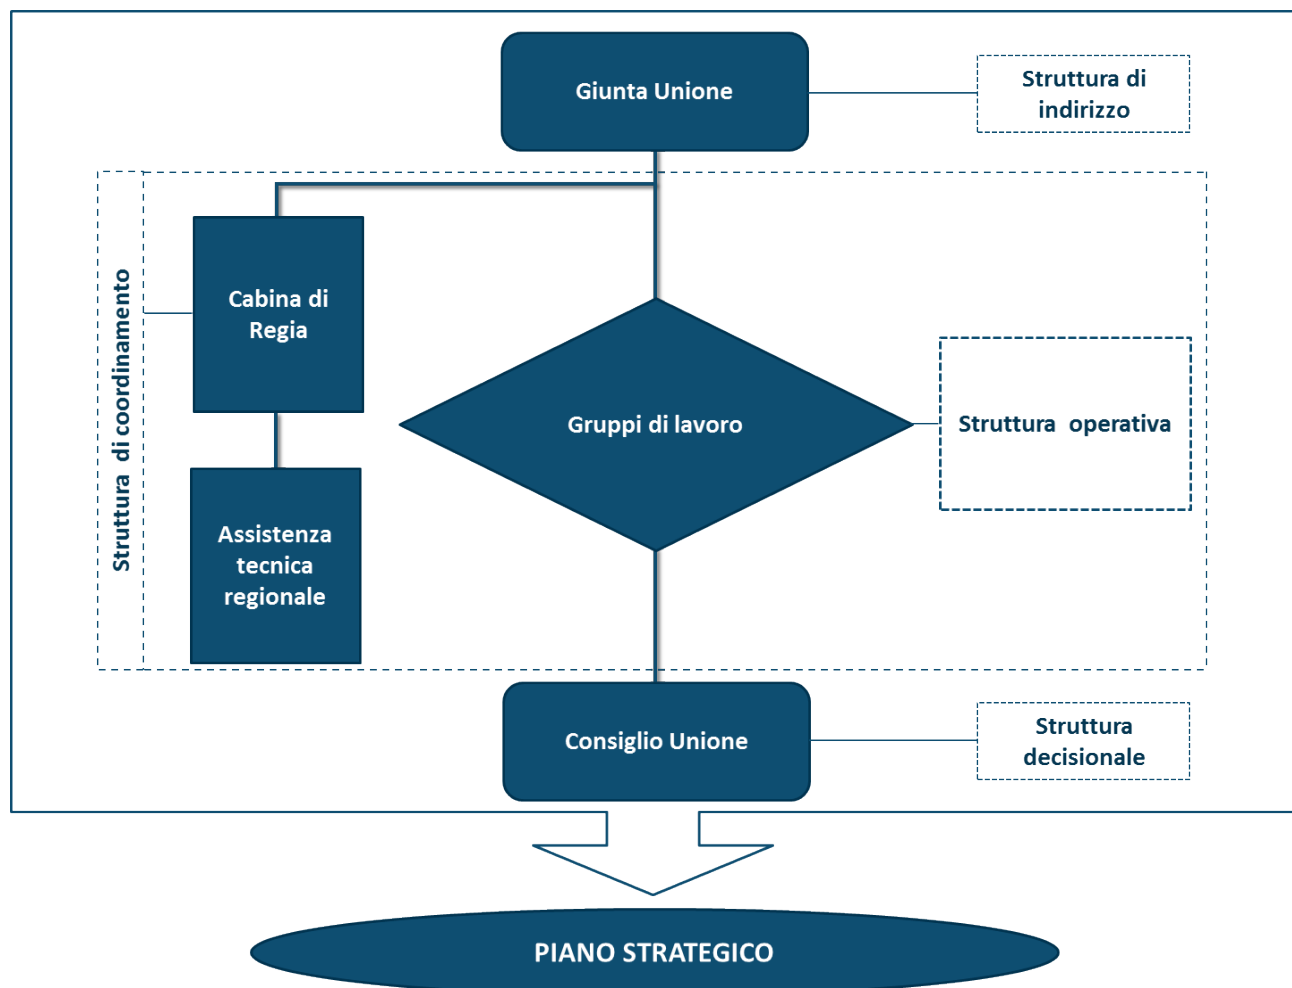 Giunta Unione
Struttura di
indirizzo
Struttura di coordinamento
Cabina di
Regia
Gruppi di lavoro
Struttura operativa
Assistenza
tecnica
regionale
Consiglio Unione
Struttura
decisionale
PIANO STRATEGICO